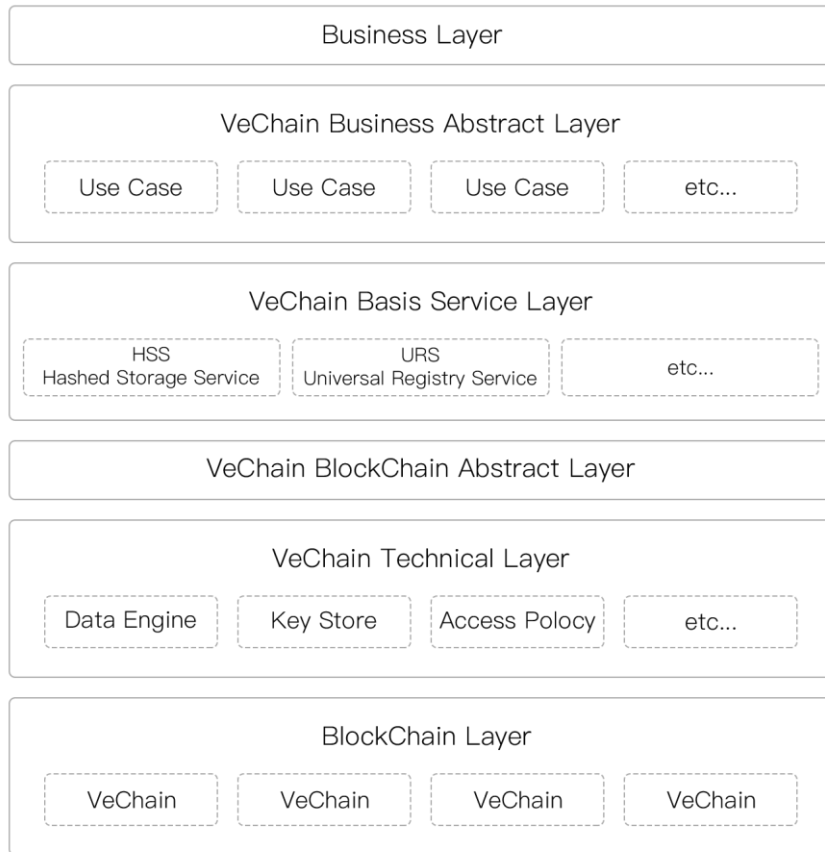 Business Layer
VeChain Business Abstract Layer
Use Case
Use Case
Use Case
etc...
VeChain Basis Service Layer
HSS
Hashed Storage Service
URS
Universal Registry Service
etc...
VeChain BlockChain Abstract Layer
VeChain Technical Layer
Data Engine
Key Store
Access Polocy
etc...
BlockChain Layer
VeChain
VeChain
VeChain
VeChain